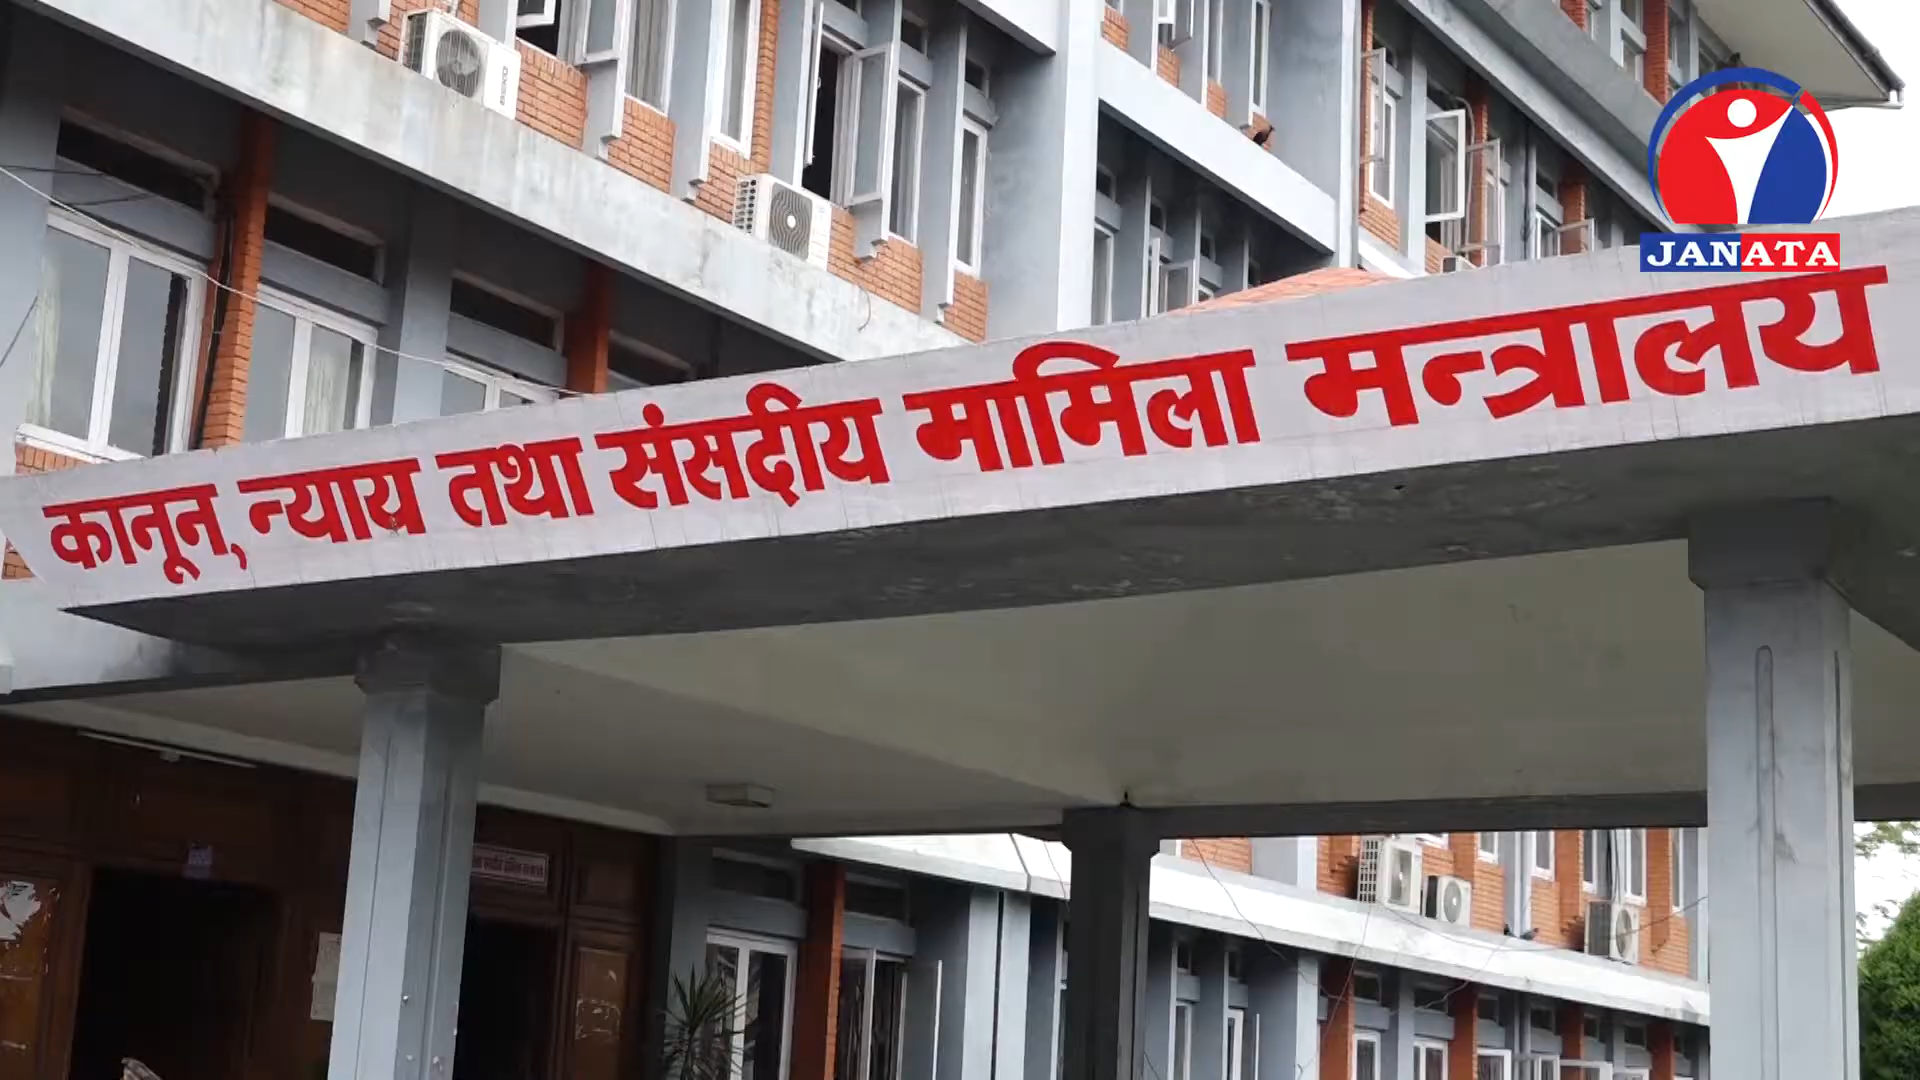 JANATA
कानून, न्याय तथा संसदीय मामिला मन्त्रालय